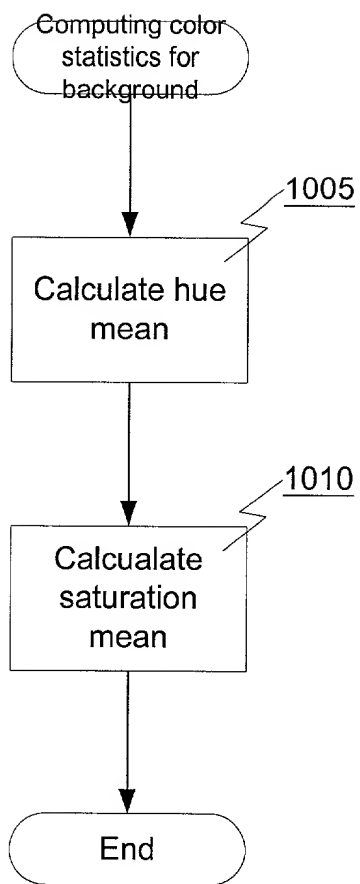 Computing color
statistics for
background
1005
Calculate hue
mean
1010
Calcualate
saturation
mean
End